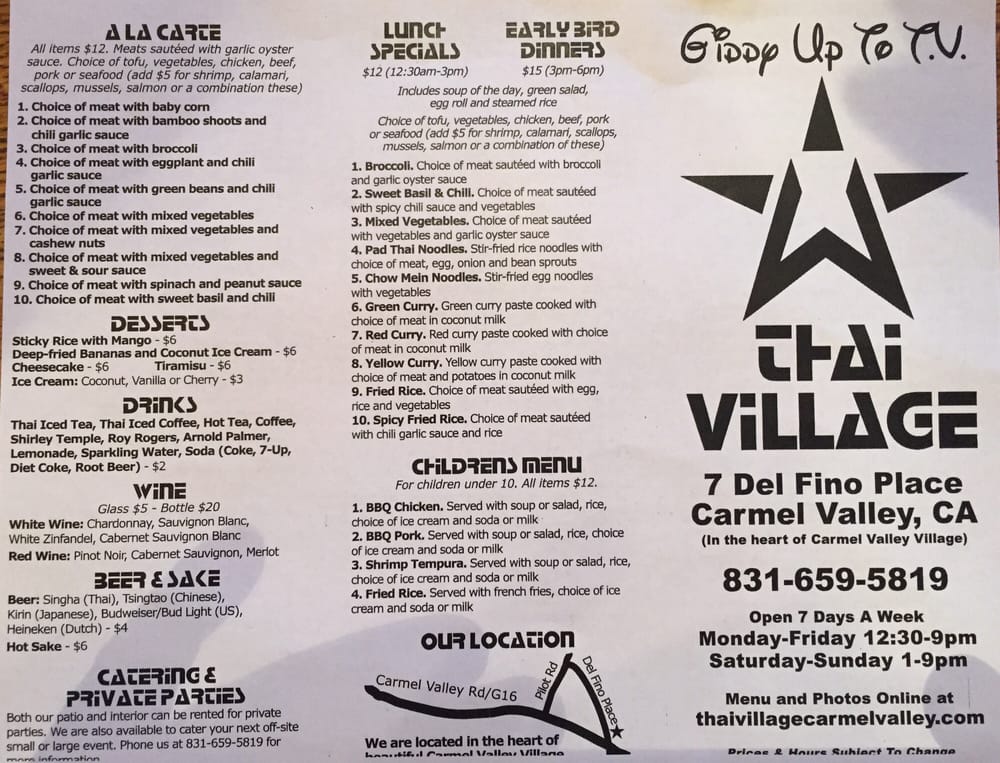 A LA CARTE
All items $12. Meats sautéed with garlic oyster
sauce. Choice of tofu, vegetables, chicken, beef,
pork or seafood (add $5 for shrimp, calamari,
scallops, mussels, salmon or a combination these)
1. Choice of meat with baby corn
2. Choice of meat with bamboo shoots and
chili garlic sauce
3. Choice of meat with broccoli
4. Choice of meat with eggplant and chili
garlic sauce
5. Choice of meat with green beans and chili
garlic sauce
6. Choice of meat with mixed vegetables
7. Choice of meat with mixed vegetables and
cashew nuts
8. Choice of meat with mixed vegetables and
sweet & sour sauce
9. Choice of meat with spinach and peanut sauce
10. Choice of meat with sweet basil and chili
DESSERTS
Sticky Rice with Mango - $6
Deep-fried Bananas and Coconut Ice Cream - $6
Cheesecake - $6 Tiramisu - $6
Ice Cream: Coconut, Vanilla or Cherry - $3
DRINKS
Thai Iced Tea, Thai Iced Coffee, Hot Tea, Coffee,
Shirley Temple, Roy Rogers, Arnold Palmer,
Lemonade, Sparkling Water, Soda (Coke, 7-Up,
Diet Coke, Root Beer) - $2
WINE
Glass $5 - Bottle $20
White Wine: Chardonnay, Sauvignon Blanc,
White Zinfandel, Cabernet Sauvignon Blanc
Red Wine: Pinot Noir, Cabernet Sauvignon, Merlot
BEER & SAKE
Beer: Singha (Thai), Tsingtao (Chinese),
Kirin (Japanese), Budweiser/Bud Light (US),
Heineken (Dutch) - $4
Hot Sake - $6
CATERING &
PRIVATE PARTIES
Both our patio and interior can be rented for private
parties. We are also available to cater your next off-site
small or large event. Phone us at 831-659-5819 for
more information
LUNCH
SPECIALS
$12 (12:30am-3pm)
EARLY BIRD
DINNERS
$15 (3pm-6pm)
Includes soup of the day, green salad,
egg roll and steamed rice
Choice of tofu, vegetables, chicken, beef, pork
or seafood (add $5 for shrimp, calamari, scallops,
mussels, salmon or a combination of these)
1. Broccoli. Choice of meat sautéed with broccoli
and garlic oyster sauce
2. Sweet Basil & Chili. Choice of meat sautéed
with spicy chili sauce and vegetables
3. Mixed Vegetables. Choice of meat sautéed
with vegetables and garlic oyster sauce
4. Pad Thai Noodles. Stir-fried rice noodles with
choice of meat, egg, onion and bean sprouts
5. Chow Mein Noodles. Stir-fried egg noodles
with vegetables
6. Green Curry. Green curry paste cooked with
choice of meat in coconut milk
7. Red Curry. Red curry paste cooked with choice
of meat in coconut milk
8. Yellow Curry. Yellow curry paste cooked with
choice of meat and potatoes in coconut milk
9. Fried Rice. Choice of meat sautéed with egg,
rice and vegetables
10. Spicy Fried Rice. Choice of meat sautéed
with chili garlic sauce and rice
CHILDRENS MENU
For children under 10. All items $12.
1. BBQ Chicken. Served with soup or salad, rice,
choice of ice cream and soda or milk
2. BBQ Pork. Served with soup or salad, rice, choice
of ice cream and soda or milk
3. Shrimp Tempura. Served with soup or salad, rice,
choice of ice cream and soda or milk
4. Fried Rice. Served with french fries, choice of ice
cream and soda or milk
OUR LOCATION
Carmel Valley Rd/G16
Pilot Rd
Del Fino Place
We are located in the heart of
beautiful Carmel Valley Village
Giddy Up To T.V.
THAi
ViLLAGE
7 Del Fino Place
Carmel Valley, CA
(In the heart of Carmel Valley Village)
831-659-5819
Open 7 Days A Week
Monday-Friday 12:30-9pm
Saturday-Sunday 1-9pm
Menu and Photos Online at
thaivillagecarmelvalley.com
Prices & Hours Subject To Change